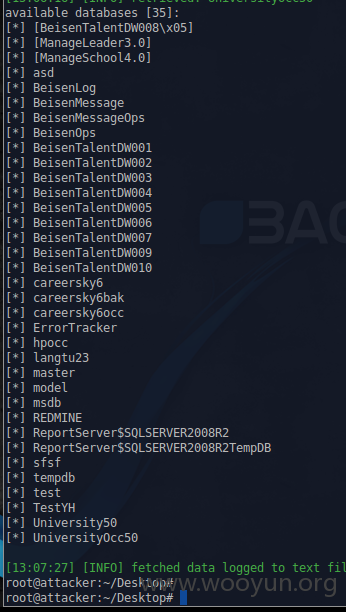 available databases [35]:
[*] [BeisenTalentDW008\x05]
[*] [ManageLeader3.0]
[*] [ManageSchool4.0]
[*] asd
[*] BeisenLog
[*] BeisenMessage
[*] BeisenMessageOps
[*] BeisenOps
[*] BeisenTalentDW001
[*] BeisenTalentDW002
[*] BeisenTalentDW003
[*] BeisenTalentDW004
[*] BeisenTalentDW005
[*] BeisenTalentDW006
[*] BeisenTalentDW007
[*] BeisenTalentDW009
[*] BeisenTalentDW010
[*] careersky6
[*] careersky6bak
[*] careersky6occ
[*] ErrorTracker
[*] hpocc
[*] langtu23
[*] master
[*] model
[*] msdb
[*] REDMINE
[*] ReportServer$SQLSERVER2008R2
[*] ReportServer$SQLSERVER2008R2TempDB
[*] sfsf
[*] tempdb
[*] test
[*] TestYH
[*] University50
[*] UniversityOcc50
[13:07:27] [INFO] fetched data logged to text fil
root@attacker:~/Desktop#
root@attacker:~/Desktop#
www.wooyun.org
BAC